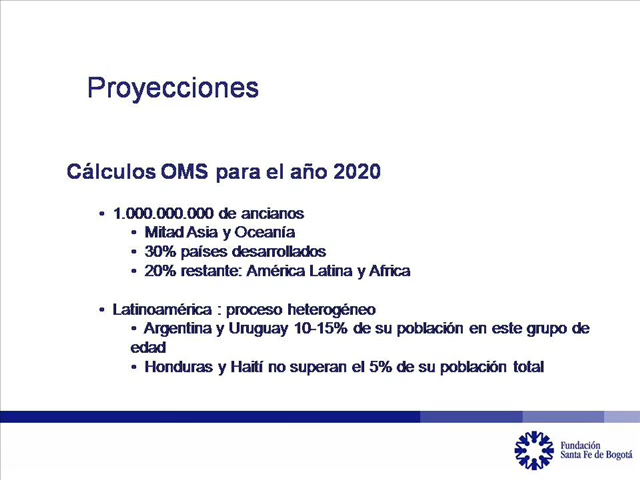 Proyecciones
Cálculos OMS para el año 2020
• 1.000.000.000 de ancianos
• Mitad Asia y Oceanía
• 30% países desarrollados
• 20% restante: América Latina y Africa
• Latinoamérica : proceso heterogéneo
• Argentina y Uruguay 10-15% de su población en este grupo de
edad
• Honduras y Haití no superan el 5% de su población total
Fundación
Santa Fe de Bogotá